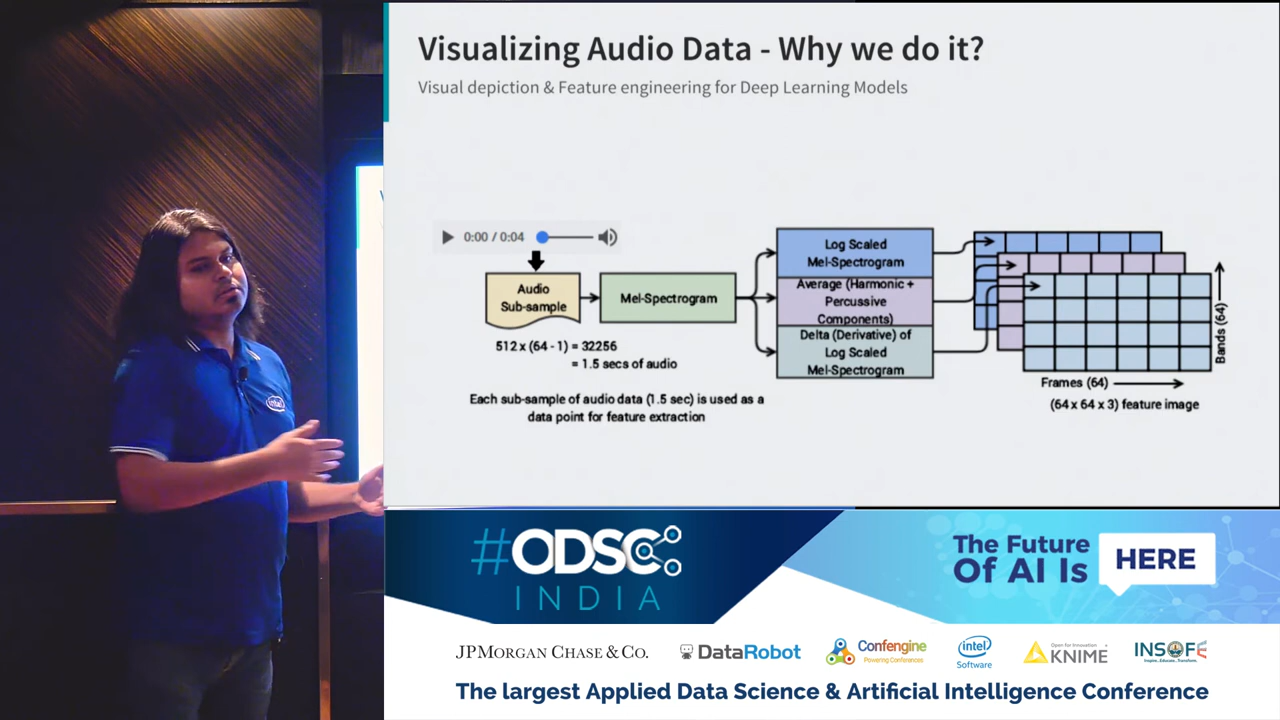 Visualizing Audio Data - Why we do it?
Visual depiction & Feature engineering for Deep Learning Models
0:00 / 0:04
Audio
Sub-sample
Mel-Spectrogram
512 x (64 - 1) = 32256
= 1.5 secs of audio
Each sub-sample of audio data (1.5 sec) is used as a
data point for feature extraction
Log Scaled
Mel-Spectrogram
Average (Harmonic +
Percussive
Components)
Delta (Derivative) of
Log Scaled
Mel-Spectrogram
Bands (64)
Frames (64)
(64 x 64 x 3) feature image
intel
#ODSC
INDIA
The Future
Of AI Is
HERE
JPMORGAN CHASE & CO.
DataRobot
Confengine
Powering Conferences
intel
Software
Open for Innovation
KNIME
INSOFE
Inspire...Educate...Transform.
The largest Applied Data Science & Artificial Intelligence Conference